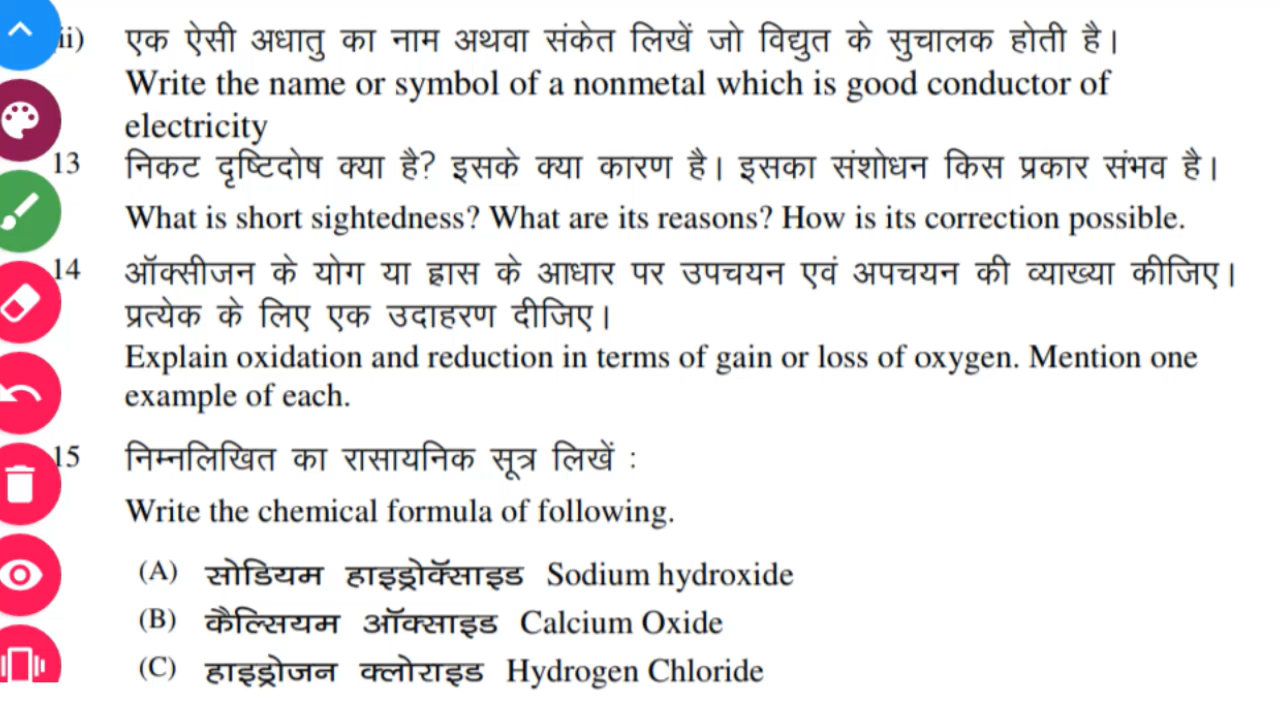 ii) एक ऐसी अधातु का नाम अथवा संकेत लिखें जो विद्युत के सुचालक होती है।
Write the name or symbol of a nonmetal which is good conductor of
electricity
13 निकट दृष्टिदोष क्या है? इसके क्या कारण है। इसका संशोधन किस प्रकार संभव है।
What is short sightedness? What are its reasons? How is its correction possible.
14 ऑक्सीजन के योग या ह्रास के आधार पर उपचयन एवं अपचयन की व्याख्या कीजिए।
प्रत्येक के लिए एक उदाहरण दीजिए।
Explain oxidation and reduction in terms of gain or loss of oxygen. Mention one
example of each.
15 निम्नलिखित का रासायनिक सूत्र लिखें :
Write the chemical formula of following.
(A) सोडियम हाइड्रोक्ॅसाइड Sodium hydroxide
(B) कैल्सियम ऑक्साइड Calcium Oxide
(C) हाइड्रोजन क्लोराइड Hydrogen Chloride